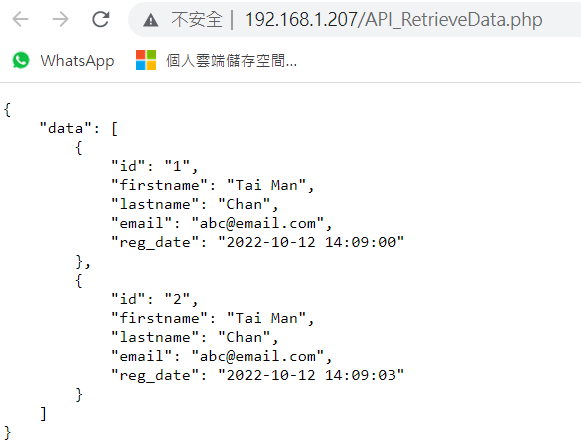 不安全 | 192.168.1.207/API_RetrieveData.php
WhatsApp 個人雲端儲存空間...
{
    "data": [
        {
            "id": "1",
            "firstname": "Tai Man",
            "lastname": "Chan",
            "email": "abc@email.com",
            "reg_date": "2022-10-12 14:09:00"
        },
        {
            "id": "2",
            "firstname": "Tai Man",
            "lastname": "Chan",
            "email": "abc@email.com",
            "reg_date": "2022-10-12 14:09:03"
        }
    ]
}